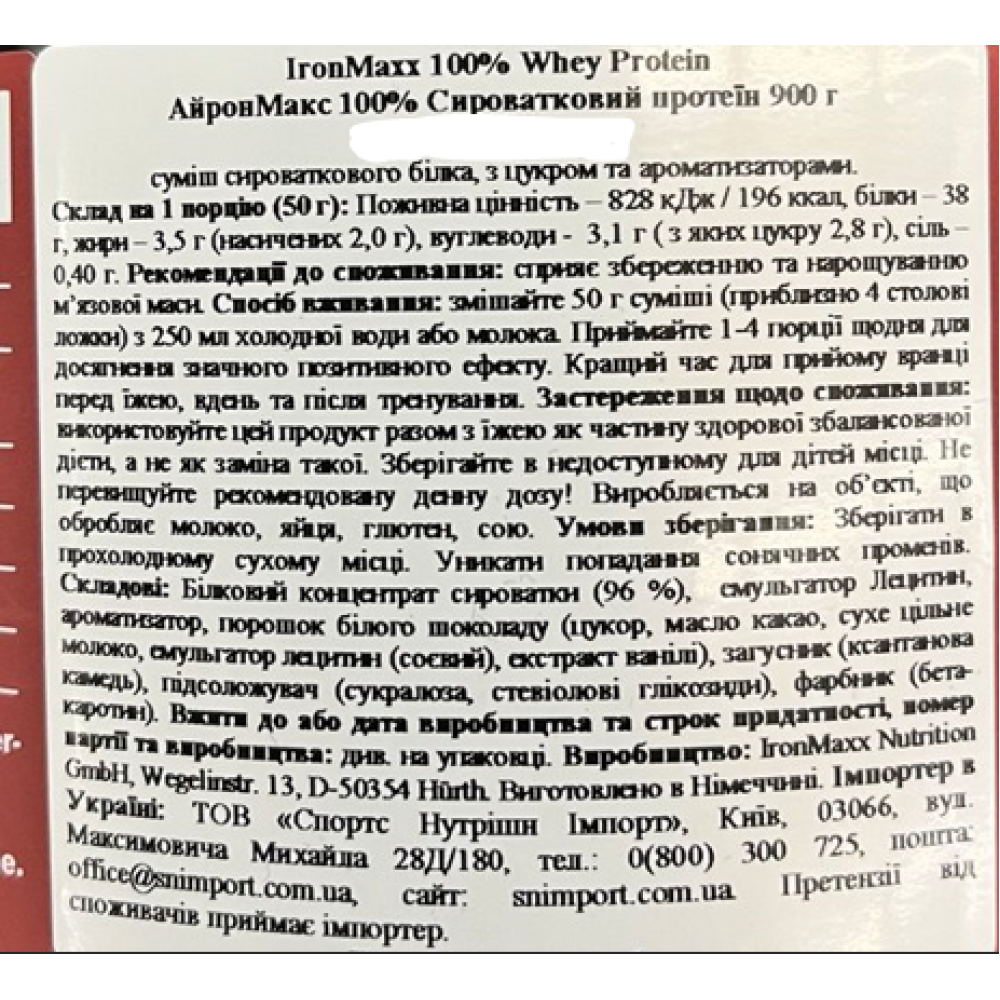 IronMaxx 100% Whey Protein
АйронМакс 100% Сироватковий протеїн 900 г
суміш сироваткового білка, з цукром та ароматизаторами.
Склад на 1 порцію (50 г): Поживна цінність – 828 кДж / 196 ккал, білки – 38
г, жири – 3,5 г (насичених 2,0 г), вуглеводи - 3,1 г ( з яких цукру 2,8 г), сіль –
0,40 г. Рекомендації до споживання: сприяє збереженню та нарощуванню
м’язової маси. Спосіб вживання: змішайте 50 г суміші (приблизно 4 столові
ложки) з 250 мл холодної води або молока. Приймайте 1-4 порції щодня для
досягнення значного позитивного ефекту. Кращий час для прийому вранці
перед їжею, вдень та після тренування. Застереження щодо споживання:
використовуйте цей продукт разом з їжею як частину здорової збалансованої
дієти, а не як заміна такої. Зберігайте в недоступному для дітей місці. Не
перевищуйте рекомендовану денну дозу! Виробляється на об’єкті, що
обробляє молоко, яйця, глютен, сою. Умови зберігання: Зберігати в
прохолодному сухому місці. Уникати попадання сонячних променів.
Складові: Білковий концентрат сироватки (96 %), емульгатор Лецитин,
ароматизатор, порошок білого шоколаду (цукор, масло какао, сухе цільне
молоко, емульгатор лецитин (соєвий), екстракт ванілі), загусник (ксантанова
камедь), підсоложувач (сукралоза, стевіолові глікозиди), фарбник (бета-
каротин). Вжити до або дата виробництва та строк придатності, номер
партії та виробництва: див. на упаковці. Виробництво: IronMaxx Nutrition
GmbH, Wegelinstr. 13, D-50354 Hürth. Виготовлено в Німеччині. Імпортер в
Україні: ТОВ «Спортс Нутрішн Імпорт», Київ, 03066, вул.
Максимовича Михайла 28Д/180, тел.: 0(800) 300 725, пошта:
office@snimport.com.ua, сайт: snimport.com.ua Претензії від
споживачів приймає імпортер.
er-
e,